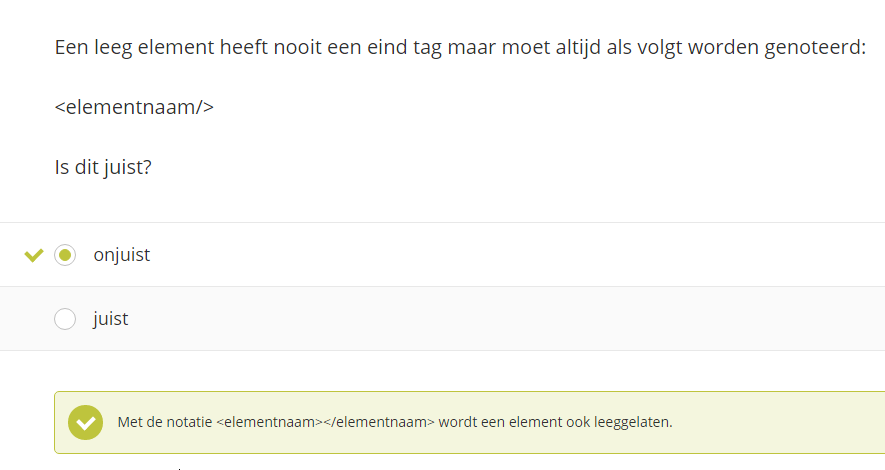 Een leeg element heeft nooit een eind tag maar moet altijd als volgt worden genoteerd:
<elementnaam/>
Is dit juist?
onjuist
juist
Met de notatie <elementnaam></elementnaam> wordt een element ook leeggelaten.